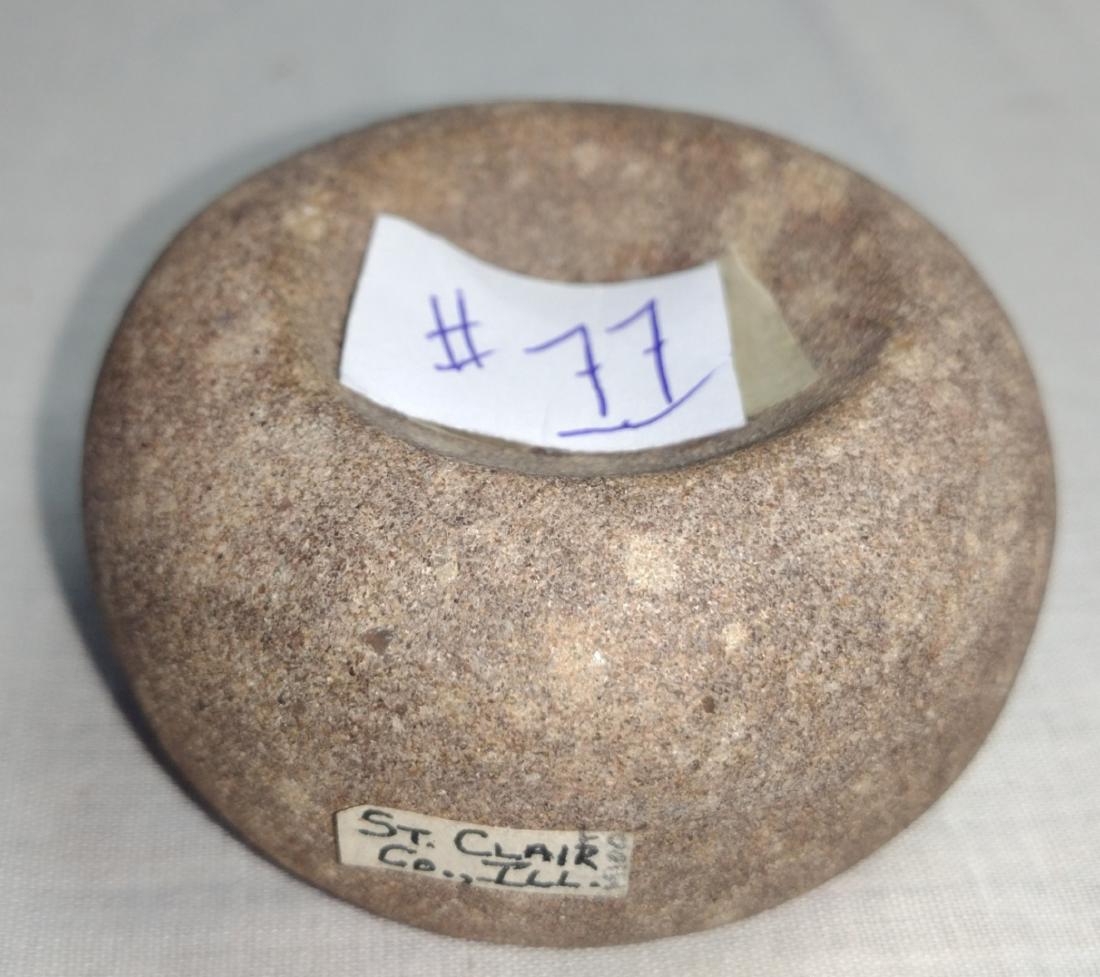 # 77
ST. CLAIR
CO., ILL.